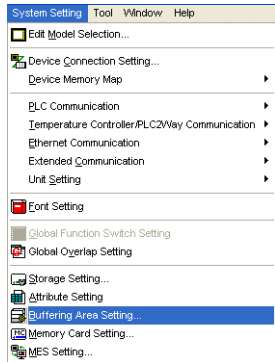 System Setting Tool Window Help
Edit Model Selection...
Device Connection Setting...
Device Memory Map
PLC Communication
Temperature Controller/PLC2Way Communication
Ethernet Communication
Extended Communication
Unit Setting
Font Setting
Global Function Switch Setting
Global Overlap Setting
Storage Setting...
Attribute Setting
Buffering Area Setting...
MC Memory Card Setting...
MES Setting...